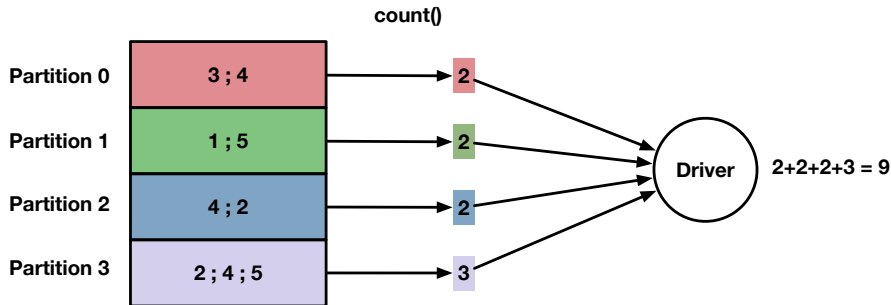 count()
Partition 0
3 ; 4
2
Partition 1
1 ; 5
2
Driver
2+2+2+3 = 9
Partition 2
4 ; 2
2
Partition 3
2 ; 4 ; 5
3